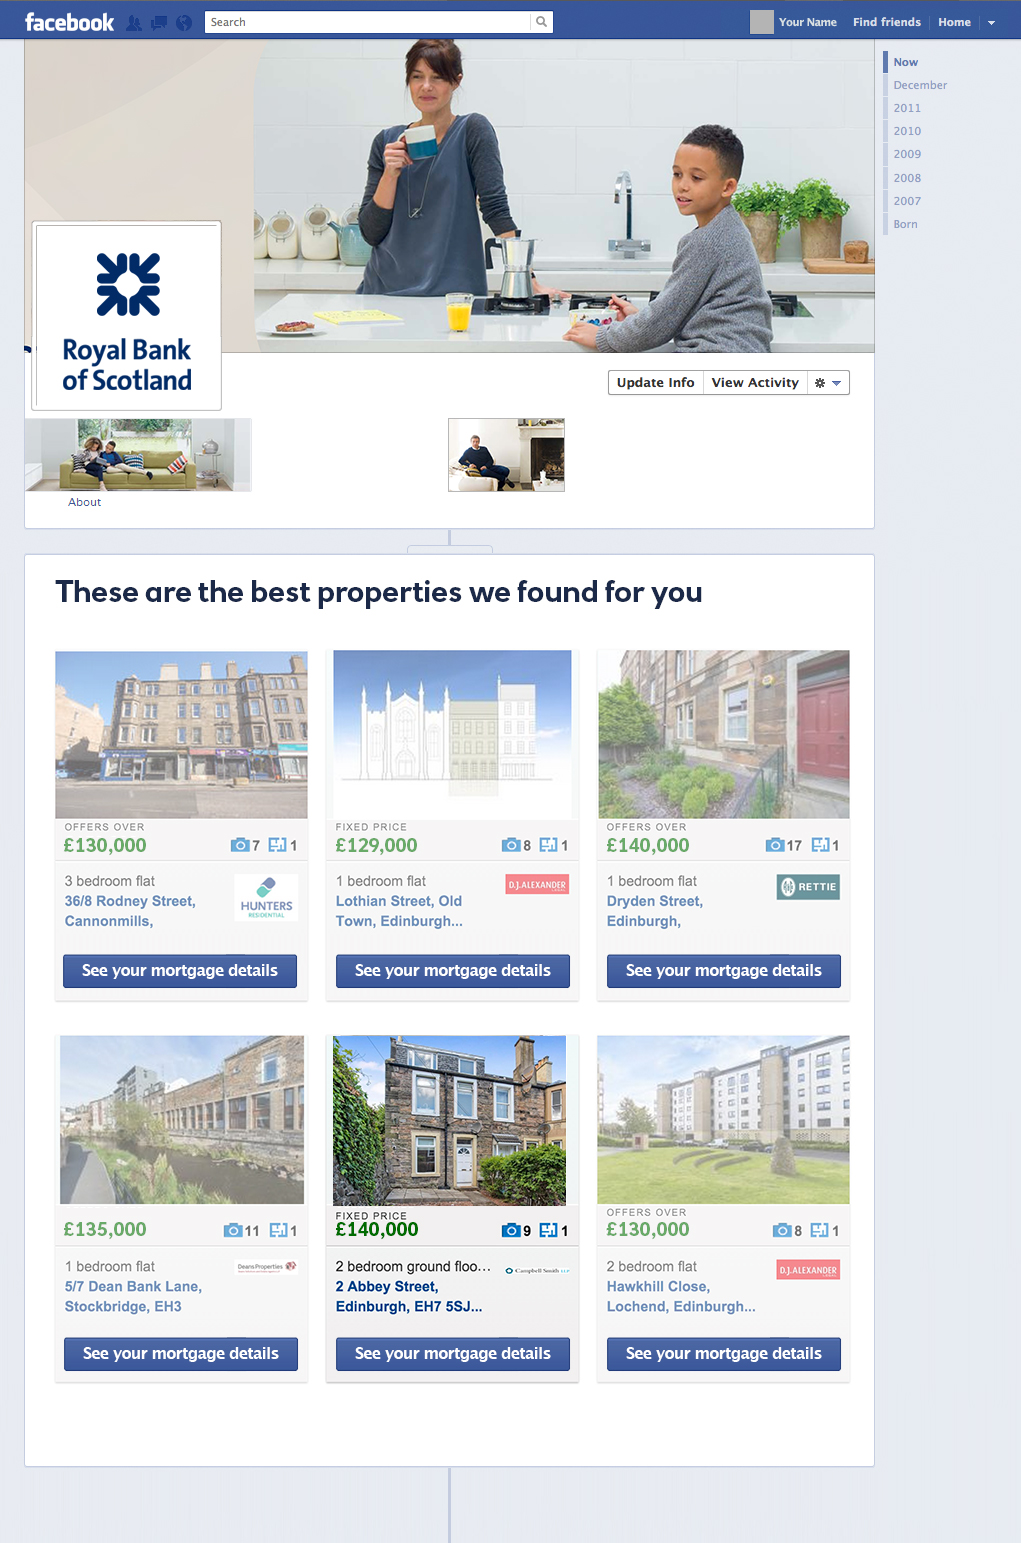 facebook
Search
Your Name
Find friends
Home
Now
December
2011
2010
2009
2008
2007
Born
Royal Bank
of Scotland
Update Info
View Activity
About
These are the best properties we found for you
OFFERS OVER
£130,000
7
1
3 bedroom flat
36/8 Rodney Street,
Cannonmills,
HUNTERS
RESIDENTIAL
See your mortgage details
FIXED PRICE
£129,000
8
1
1 bedroom flat
Lothian Street, Old
Town, Edinburgh...
D.J.ALEXANDER
See your mortgage details
OFFERS OVER
£140,000
17
1
1 bedroom flat
Dryden Street,
Edinburgh,
RETTIE
See your mortgage details
£135,000
11
1
1 bedroom flat
5/7 Dean Bank Lane,
Stockbridge, EH3
DeansProperties
See your mortgage details
FIXED PRICE
£140,000
9
1
2 bedroom ground floo...
2 Abbey Street,
Edinburgh, EH7 5SJ...
Campbell Smith LLP
See your mortgage details
OFFERS OVER
£130,000
8
1
2 bedroom flat
Hawkhill Close,
Lochend, Edinburgh...
D.J.ALEXANDER
See your mortgage details